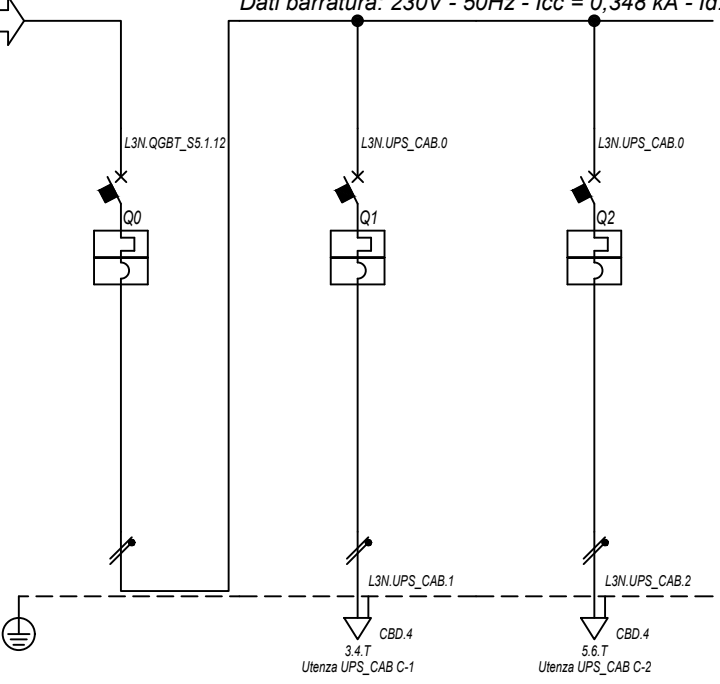 Dati barratura: 230V - 50Hz - Icc = 0,348 kA - Id
L3N.QGBT_S5.1.12
L3N.UPS_CAB.0
L3N.UPS_CAB.0
Q0
Q1
Q2
L3N.UPS_CAB.1
L3N.UPS_CAB.2
CBD.4
CBD.4
3.4.T
5.6.T
Utenza UPS_CAB C-1
Utenza UPS_CAB C-2